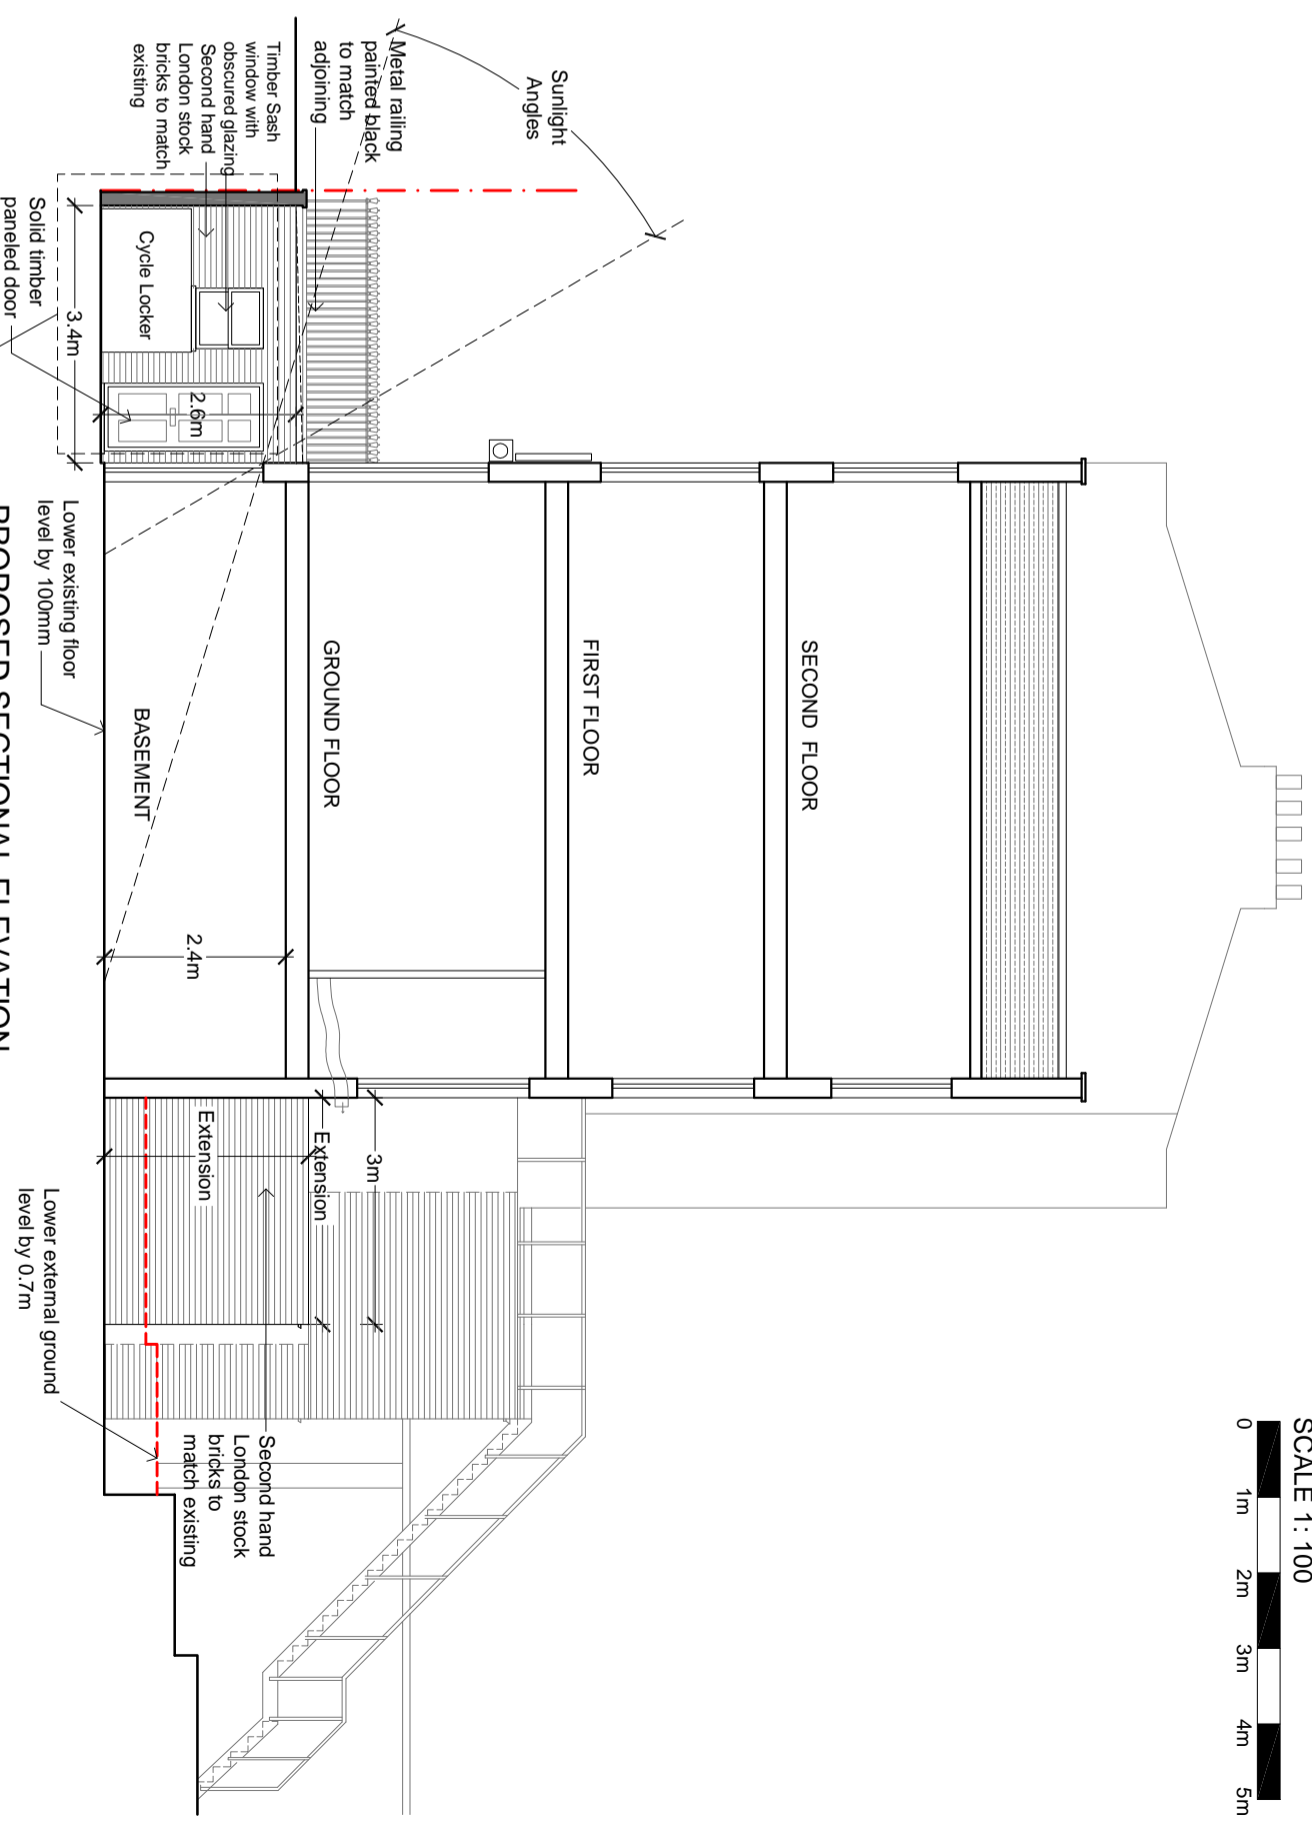 SCALE 1: 100
0
1m
2m
3m
4m
5m
Sunlight
Angles
Metal railing
painted black
to match
adjoining
Timber Sash
window with
obscured glazing
Second hand
London stock
bricks to match
existing
Cycle Locker
2.6m
3.4m
Solid timber
paneled door
SECOND FLOOR
FIRST FLOOR
GROUND FLOOR
BASEMENT
2.4m
Lower existing floor
level by 100mm
3m
Extension
Extension
Second hand
London stock
bricks to
match existing
Lower external ground
level by 0.7m
PROPOSED SECTIONAL ELEVATION